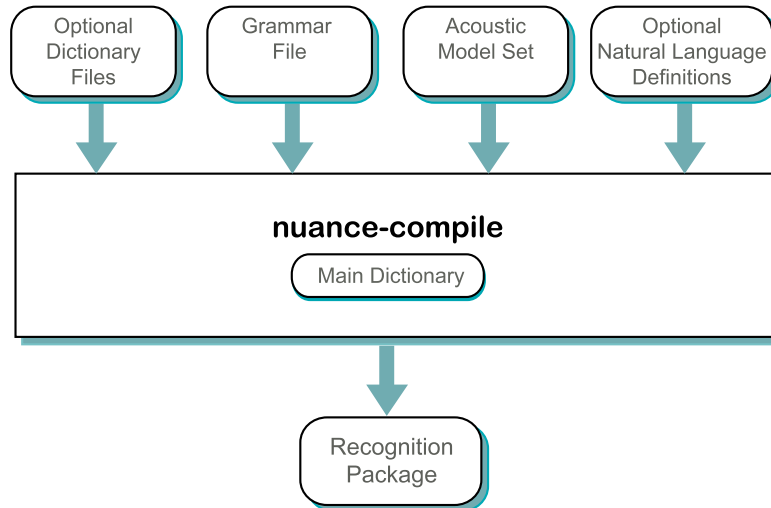 Optional
Dictionary
Files
Grammar
File
Acoustic
Model Set
Optional
Natural Language
Definitions
nuance-compile
Main Dictionary
Recognition
Package